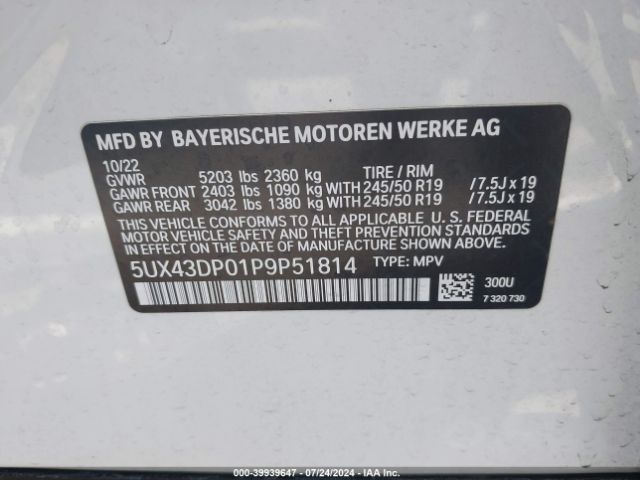 MFD BY BAYERISCHE MOTOREN WERKE AG
10/22
GVWR 5203 lbs 2360 kg TIRE / RIM
GAWR FRONT 2403 lbs 1090 kg WITH 245/50 R19 / 7.5J x 19
GAWR REAR 3042 lbs 1380 kg WITH 245/50 R19 / 7.5J x 19
THIS VEHICLE CONFORMS TO ALL APPLICABLE U. S. FEDERAL
MOTOR VEHICLE SAFETY AND THEFT PREVENTION STANDARDS
IN EFFECT ON THE DATE OF MANUFACTURE SHOWN ABOVE.
5UX43DP01P9P51814 TYPE: MPV
300U
7 320 730
000-39939647 / 07/24/2024 / IAA Inc.